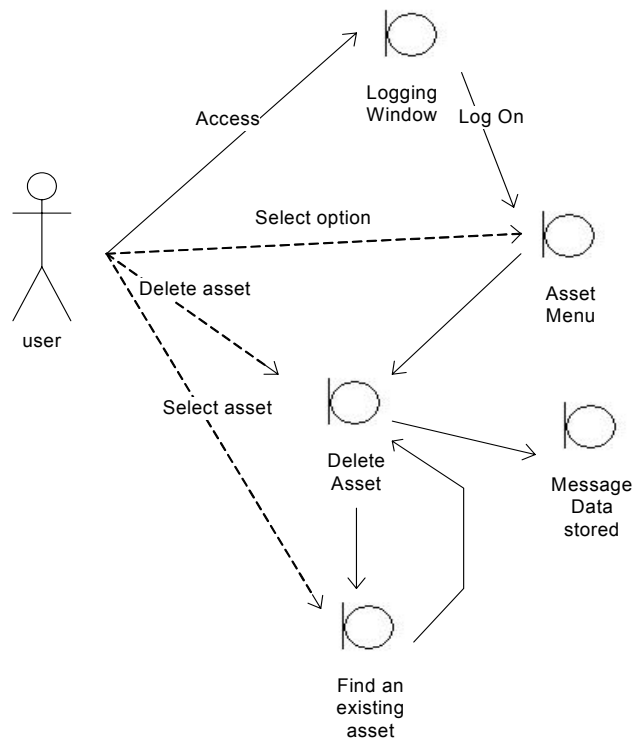 Logging
Window
Access
Log On
Select option
Asset
Menu
Delete asset
user
Select asset
Delete
Asset
Message
Data
stored
Find an
existing
asset